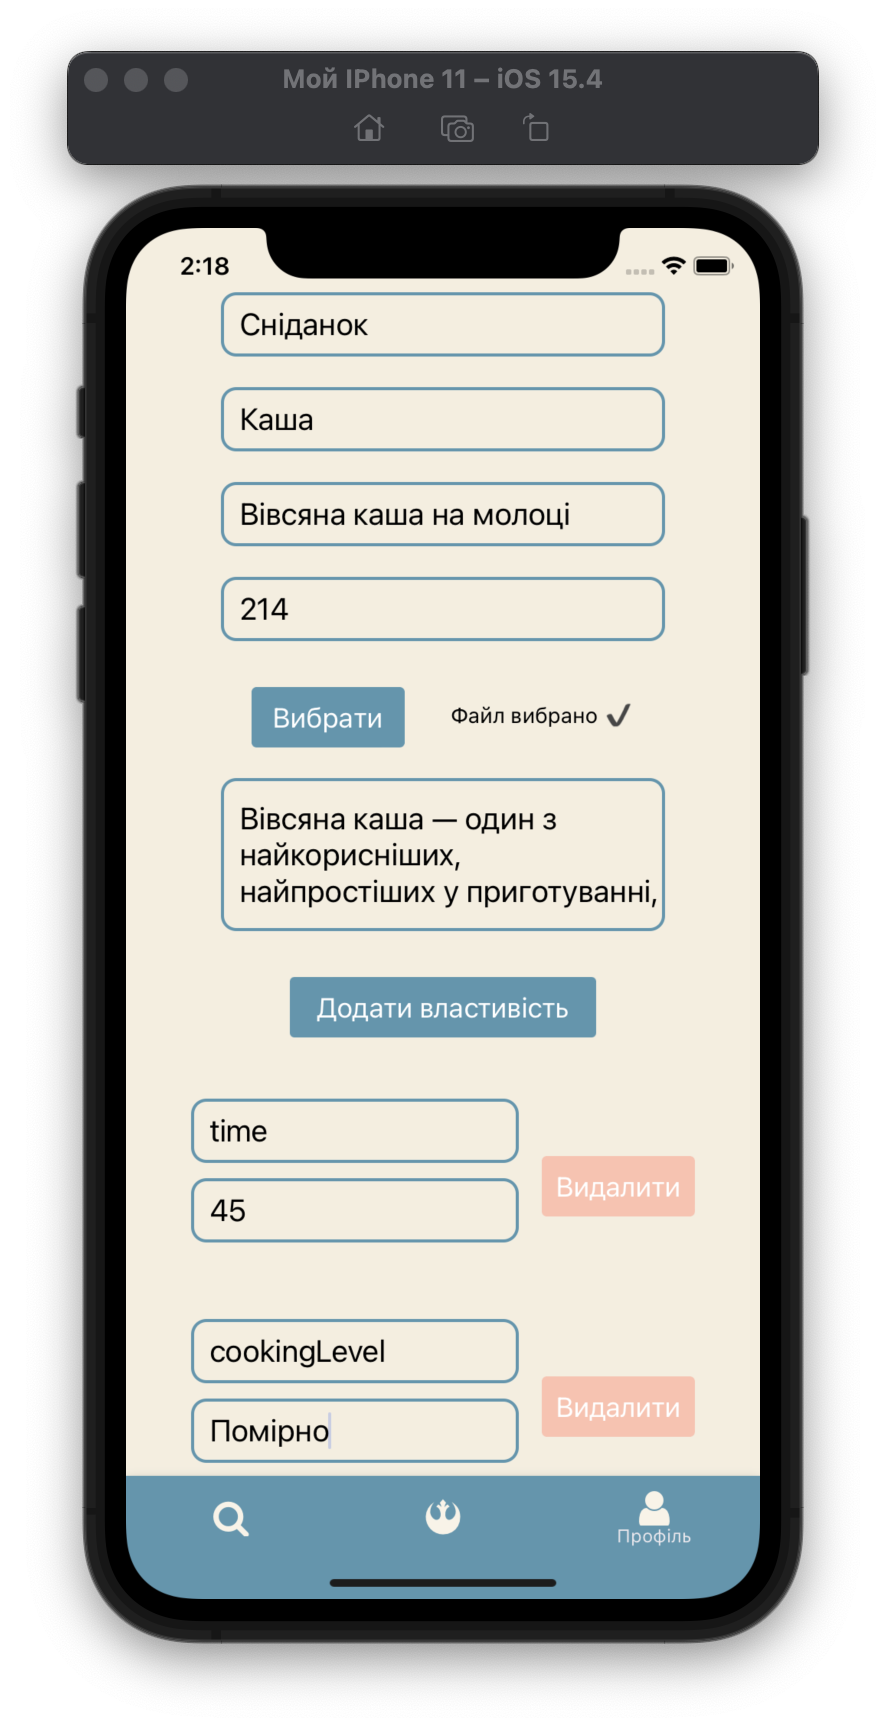 Мой IPhone 11 – iOS 15.4
2:18
Сніданок
Каша
Вівсяна каша на молоці
214
Вибрати
Файл вибрано ✔
Вівсяна каша — один з
найкорисніших,
найпростіших у приготуванні,
Додати властивість
time
45
Видалити
cookingLevel
Помірно
Видалити
Профіль